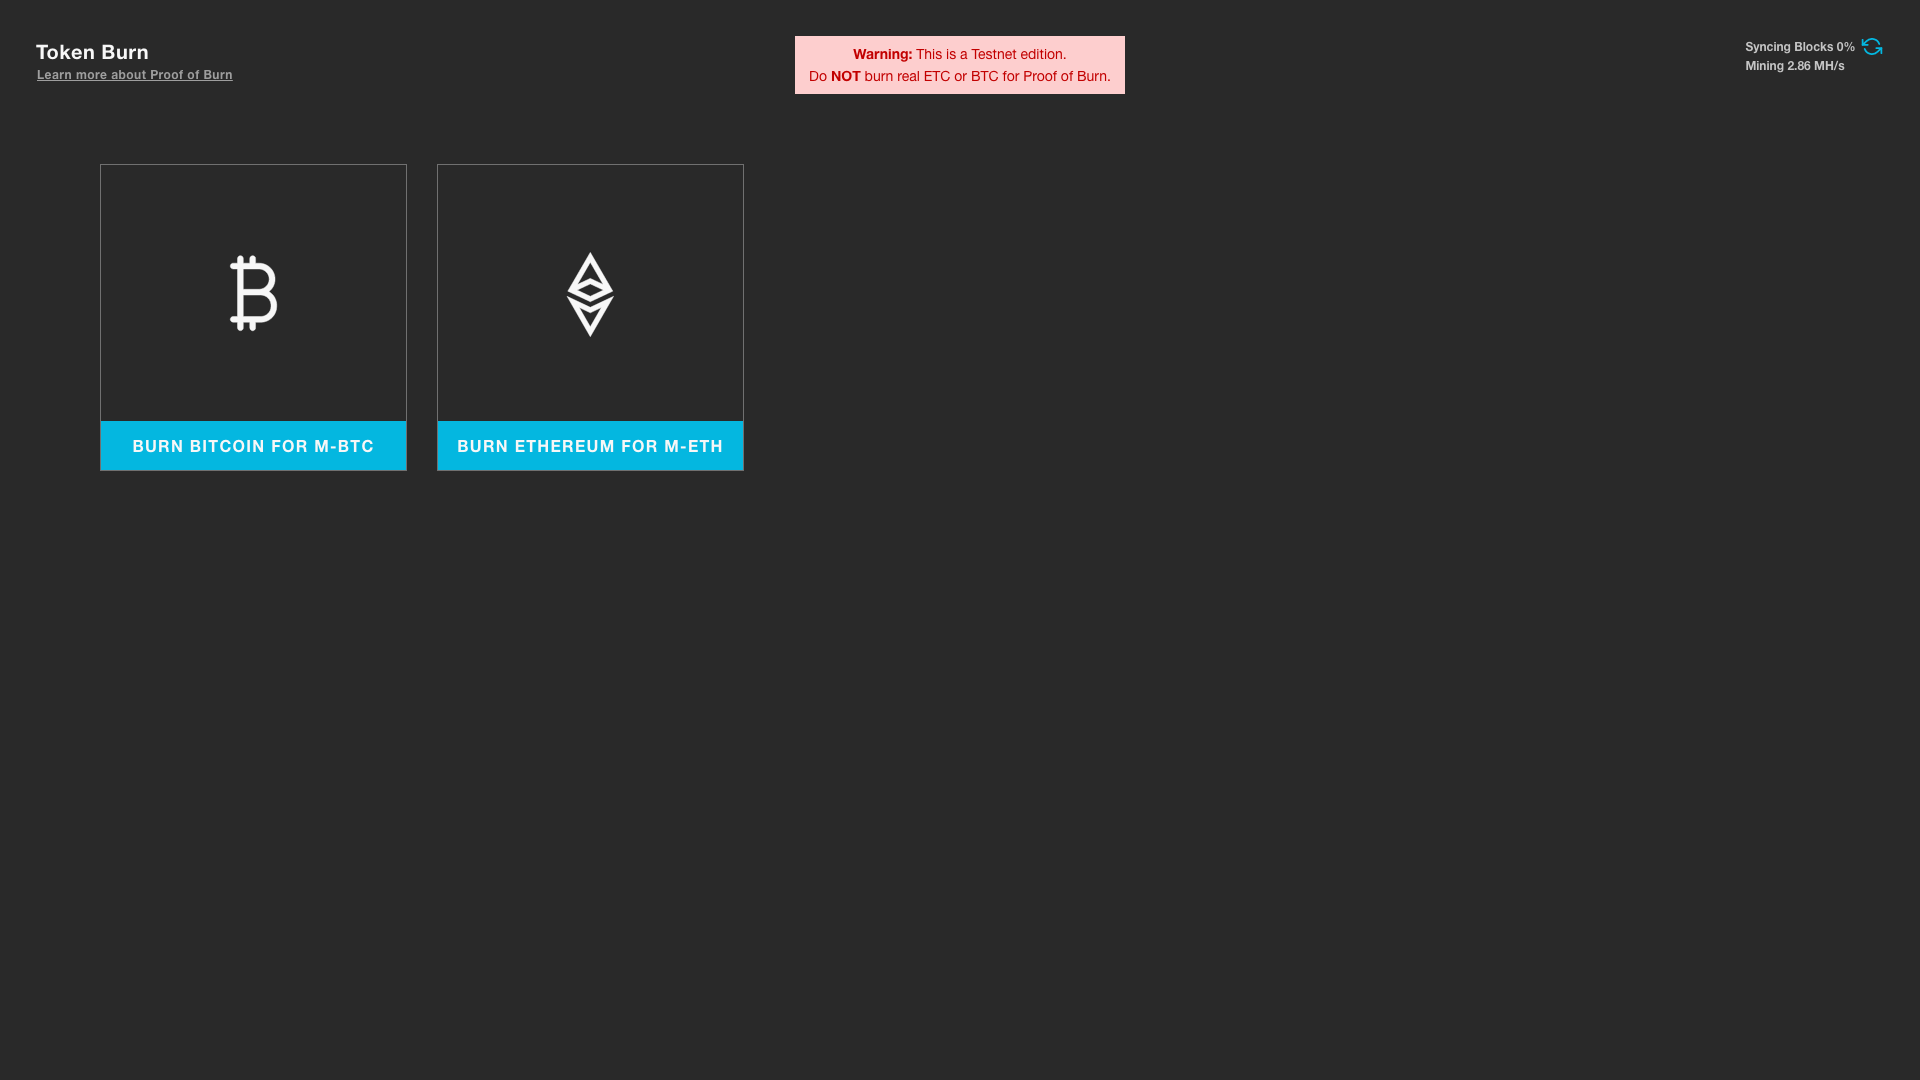 Token Burn
Learn more about Proof of Burn
Warning: This is a Testnet edition.
Do NOT burn real ETC or BTC for Proof of Burn.
Syncing Blocks 0%
Mining 2.86 MH/s
BURN BITCOIN FOR M-BTC
BURN ETHEREUM FOR M-ETH